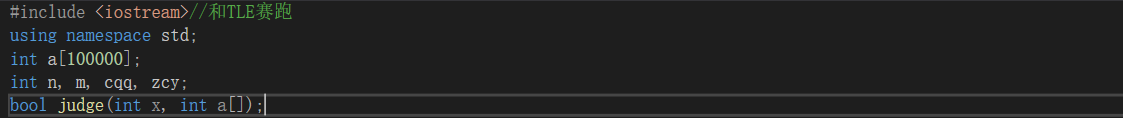 #include <iostream>//和TLE赛跑
using namespace std;
int a[100000];
int n, m, cqq, zcy;
bool judge(int x, int a[]);